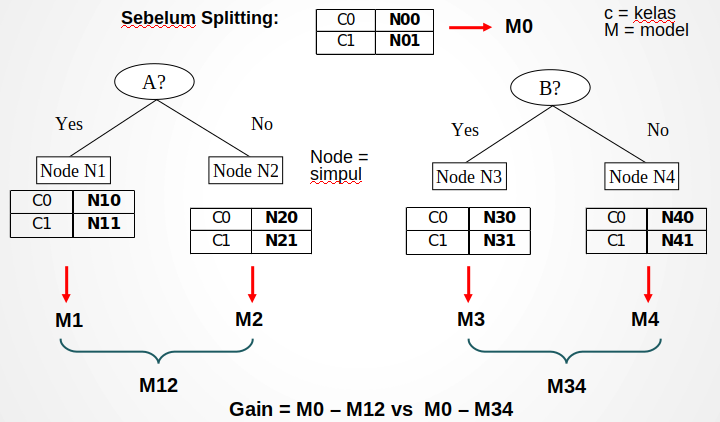 Sebelum Splitting:
C0 N00
C1 N01
M0
c = kelas
M = model
A?
B?
Yes
No
Yes
No
Node N1
Node N2
Node =
simpul
Node N3
Node N4
C0 N10
C1 N11
C0 N20
C1 N21
C0 N30
C1 N31
C0 N40
C1 N41
M1
M2
M3
M4
M12
M34
Gain = M0 – M12 vs M0 – M34